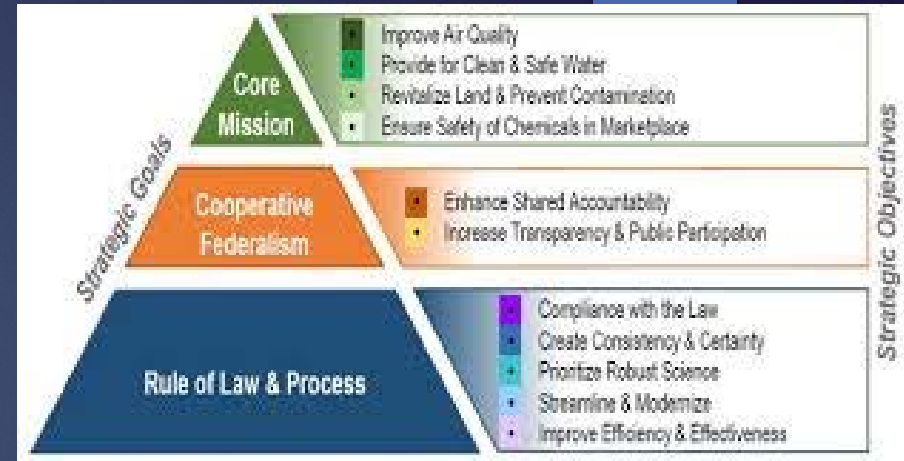 Strategic Goals
Core
Mission
Improve Air Quality
Provide for Clean & Safe Water
Revitalize Land & Prevent Contamination
Ensure Safety of Chemicals in Marketplace
Cooperative
Federalism
Enhance Shared Accountability
Increase Transparency & Public Participation
Rule of Law & Process
Compliance with the Law
Create Consistency & Certainty
Prioritize Robust Science
Streamline & Modernize
Improve Efficiency & Effectiveness
Strategic Objectives